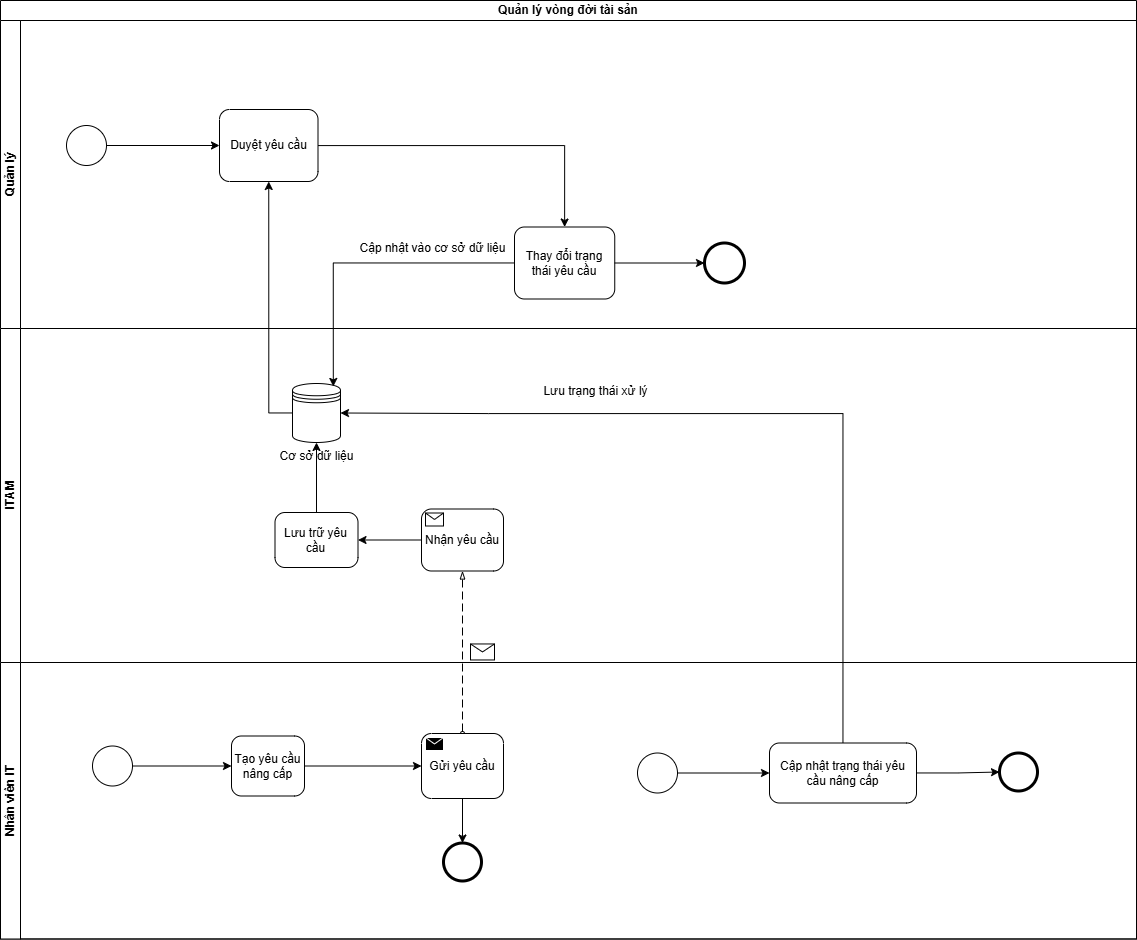 Quản lý vòng đời tài sản
Quản lý
Duyệt yêu cầu
Cập nhật vào cơ sở dữ liệu
Thay đổi trạng
thái yêu cầu
ITAM
Lưu trạng thái xử lý
Cơ sở dữ liệu
Lưu trữ yêu
cầu
Nhận yêu cầu
Nhân viên IT
Tạo yêu cầu
nâng cấp
Gửi yêu cầu
Cập nhật trạng thái yêu
cầu nâng cấp